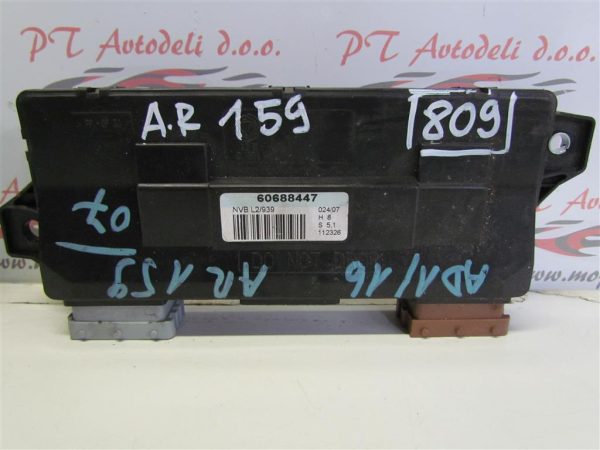 PT Avtodeli d.o.o. PT Avtodeli d.o.o.
A.R 159 809
60688447
NVB L2/939 024/07
H 8
S 5.1
112326
07
AR 159 AD1/16
www.